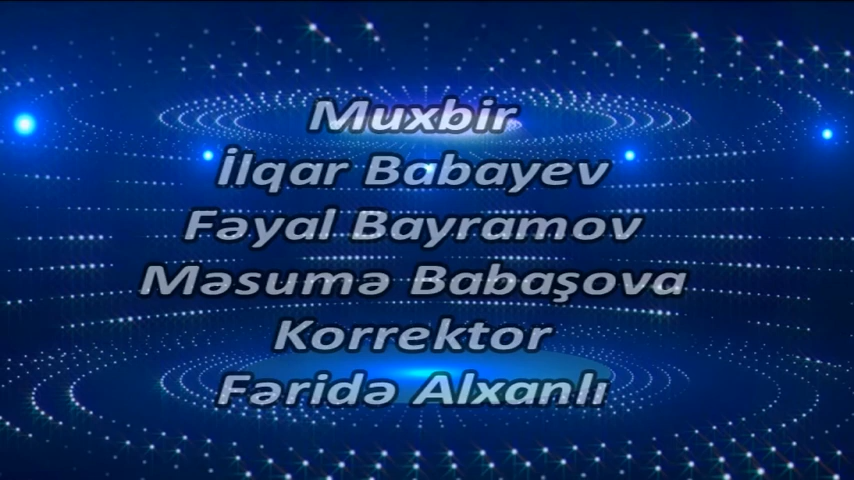 Muxbir
İlqar Babayev
Fəyal Bayramov
Məsumə Babaşova
Korrektor
Fəridə Alxanlı